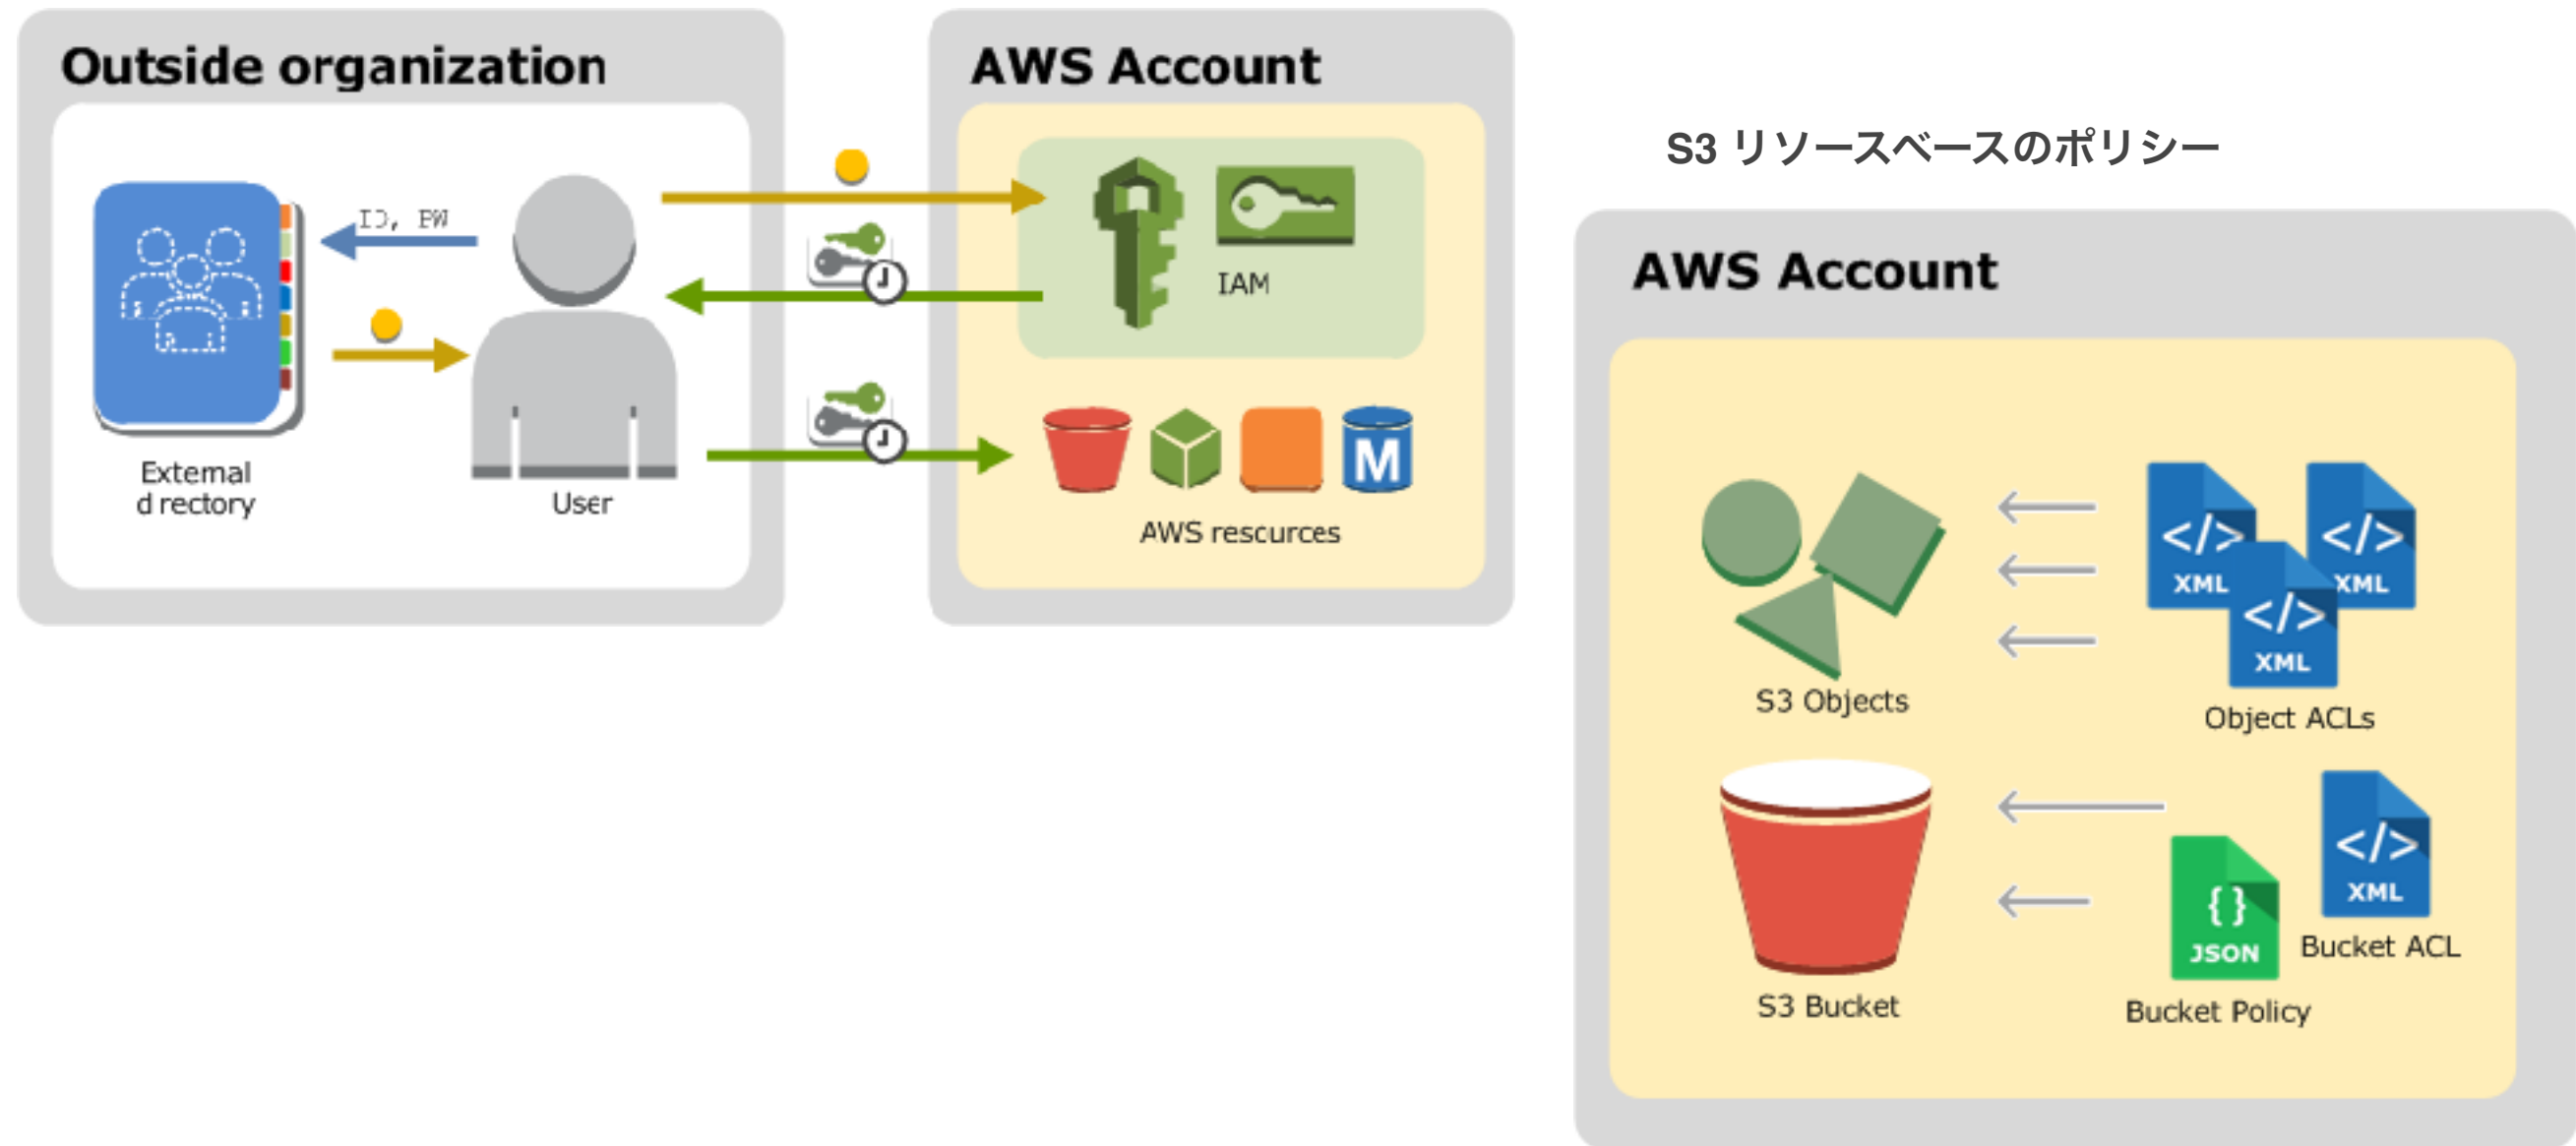 Outside organization
ID, PW
External
d rectory
User
AWS Account
IAM
AWS rescurces
S3 リソースベースのポリシー
AWS Account
S3 Objects
XML
XML
XML
Object ACLs
S3 Bucket
JSON
XML
Bucket ACL
Bucket Policy
M